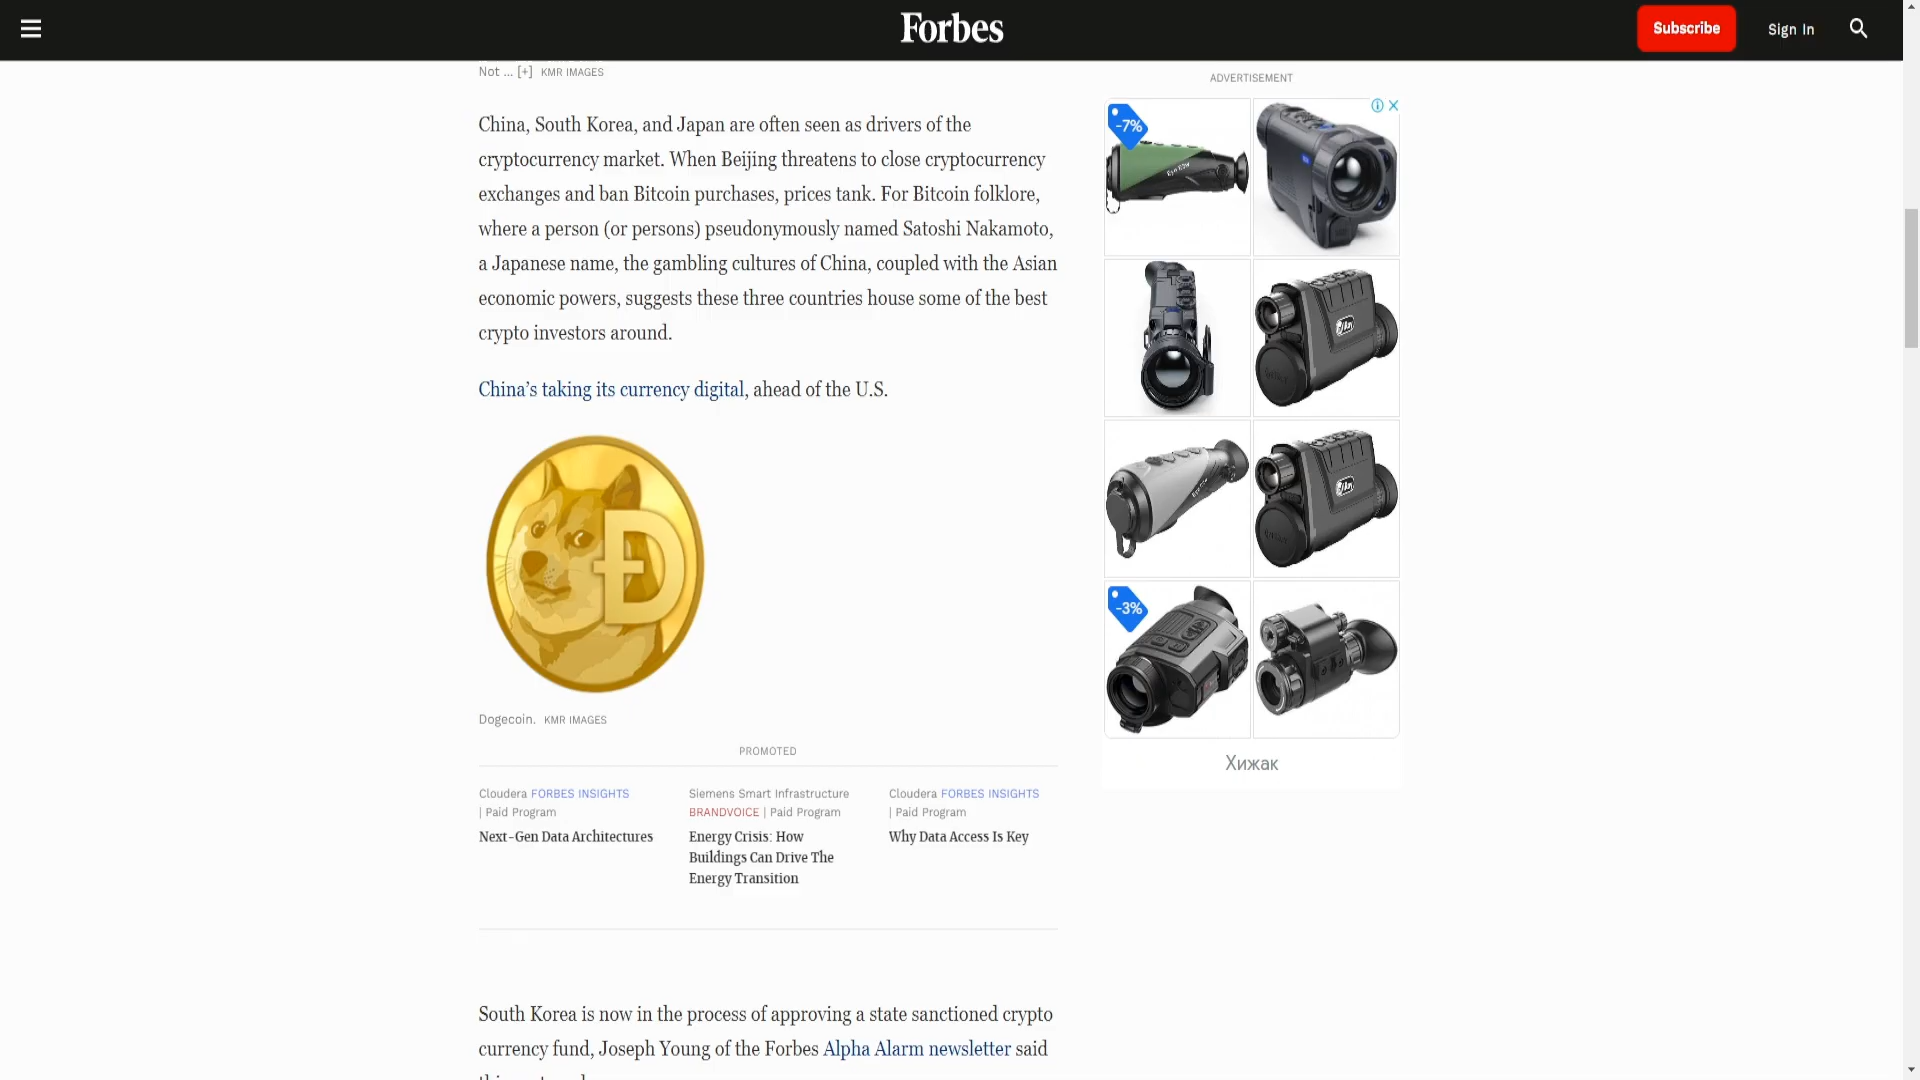 Forbes
Subscribe
Sign In
Not ... [+] KMR IMAGES
China, South Korea, and Japan are often seen as drivers of the
cryptocurrency market. When Beijing threatens to close cryptocurrency
exchanges and ban Bitcoin purchases, prices tank. For Bitcoin folklore,
where a person (or persons) pseudonymously named Satoshi Nakamoto,
a Japanese name, the gambling cultures of China, coupled with the Asian
economic powers, suggests these three countries house some of the best
crypto investors around.
China's taking its currency digital, ahead of the U.S.
Dogecoin. KMR IMAGES
PROMOTED
Cloudera FORBES INSIGHTS
| Paid Program
Next-Gen Data Architectures
Siemens Smart Infrastructure
BRANDVOICE | Paid Program
Energy Crisis: How
Buildings Can Drive The
Energy Transition
Cloudera FORBES INSIGHTS
| Paid Program
Why Data Access Is Key
South Korea is now in the process of approving a state sanctioned crypto
currency fund, Joseph Young of the Forbes Alpha Alarm newsletter said
ADVERTISEMENT
-7%
-3%
Хижак